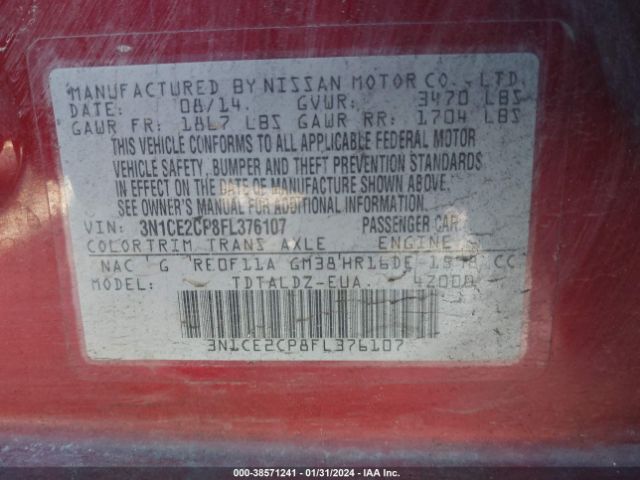 MANUFACTURED BY NISSAN MOTOR CO., LTD.
DATE: 08/14. GVWR: 3470 LBS
GAWR FR: 1867 LBS GAWR RR: 1704 LBS
THIS VEHICLE CONFORMS TO ALL APPLICABLE FEDERAL MOTOR
VEHICLE SAFETY, BUMPER AND THEFT PREVENTION STANDARDS
IN EFFECT ON THE DATE OF MANUFACTURE SHOWN ABOVE.
SEE OWNER'S MANUAL FOR ADDITIONAL INFORMATION.
VIN: 3N1CE2CP8FL376107 PASSENGER CAR
COLOR TRIM TRANS AXLE ENGINE
NAC G RE0F11A GM38 HR16DE 1598 CC
MODEL: TDTALDZ-EUA
3N1CE2CP8FL376107
000-38571241 - 01/31/2024 - IAA Inc.